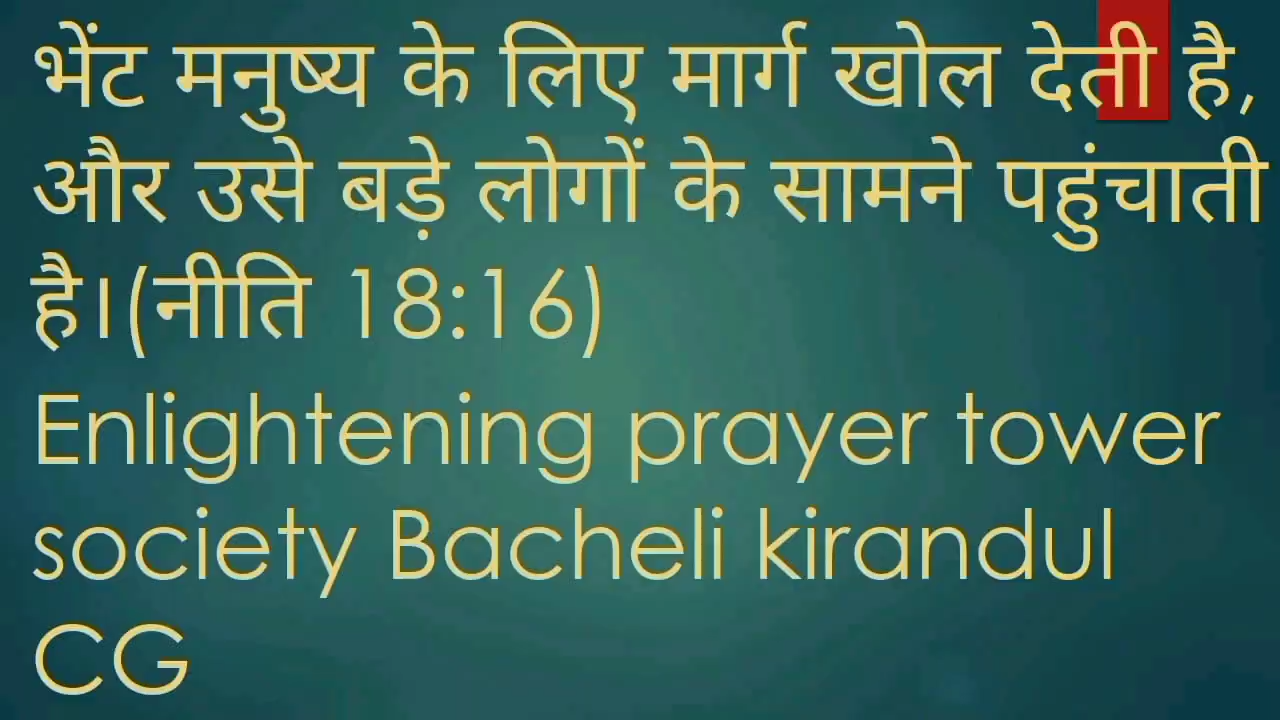 भेंट मनुष्य के लिए मार्ग खोल देती है,
और उसे बड़े लोगों के सामने पहुंचाती
है।(नीति 18:16)
Enlightening prayer tower
society Bacheli kirandul
CG